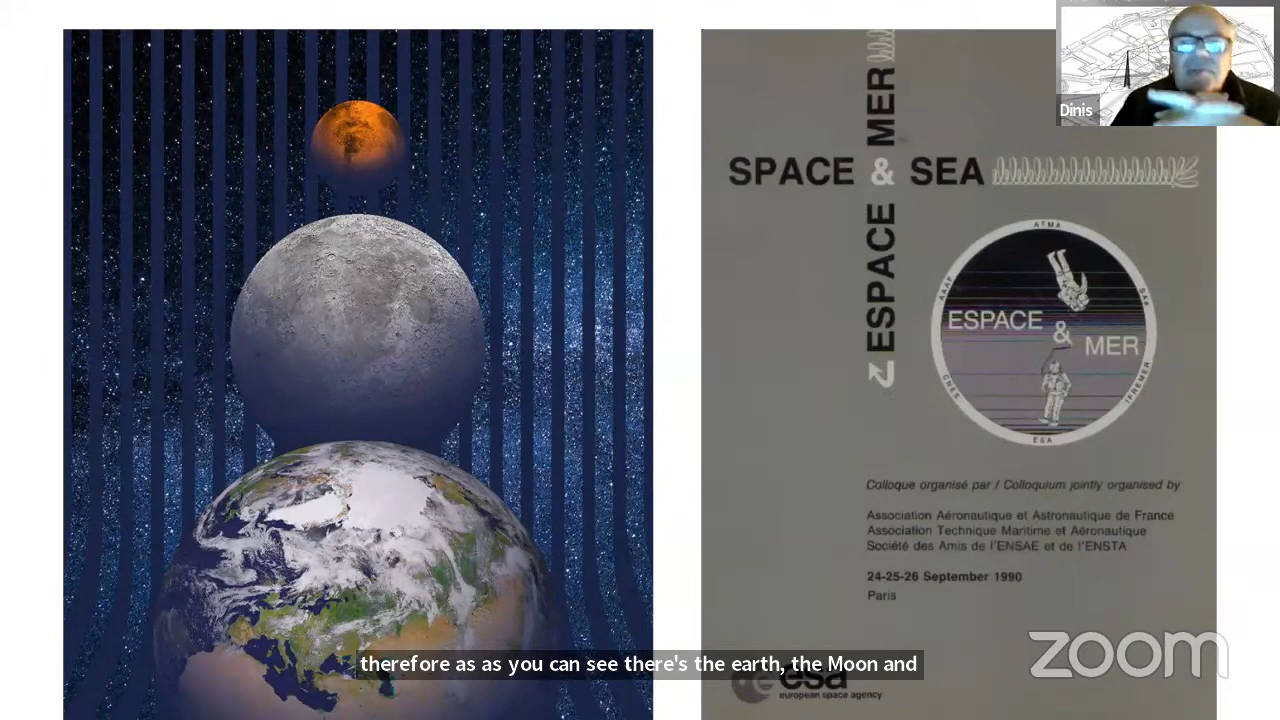 Dinis
SPACE & SEA
ESPACE & MER
ATMA
AAAF
SAE
CNES
IFREMER
ESA
ESPACE
&
MER
Colloque organisé par / Colloquium jointly organised by
Association Aéronautique et Astronautique de France
Association Technique Maritime et Aéronautique
Société des Amis de l'ENSAE et de l'ENSTA
24-25-26 September 1990
Paris
zoom
therefore as as you can see there's the earth, the Moon and
esa
european space agency